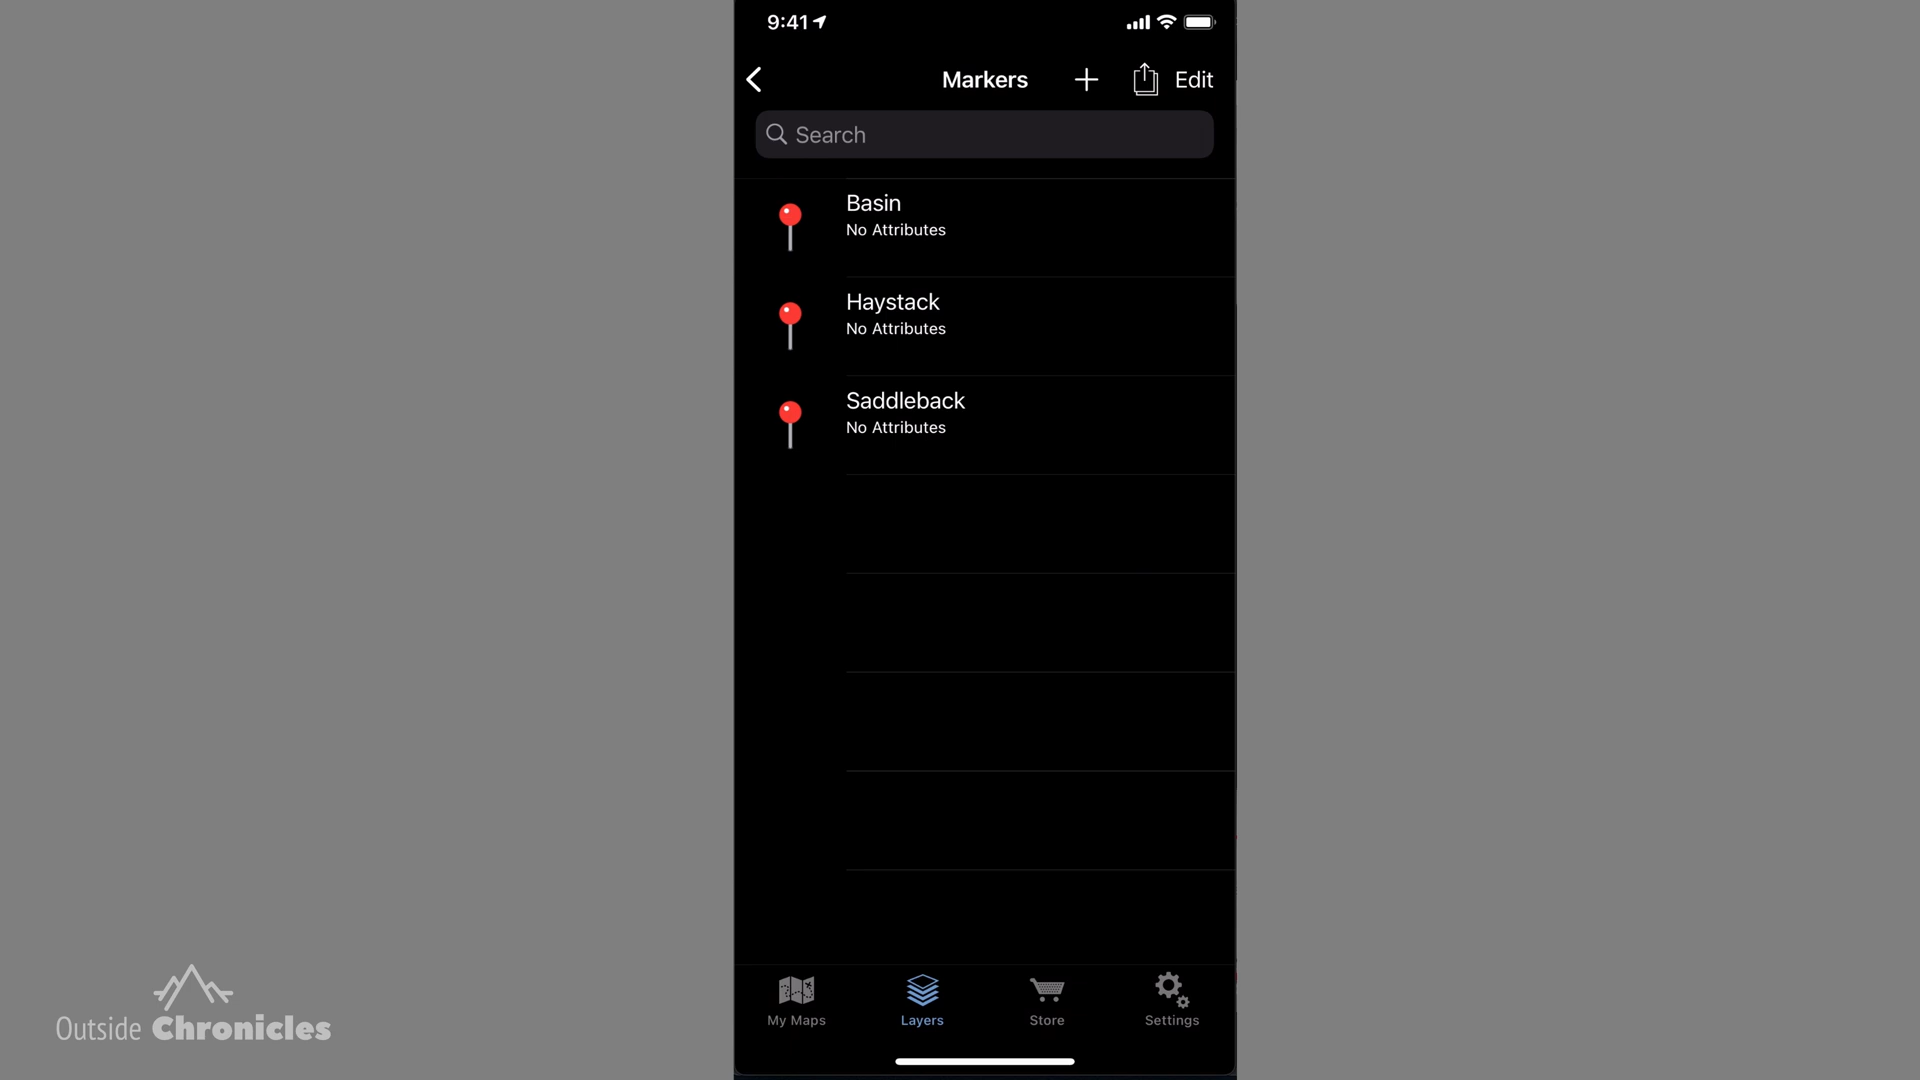 9:41
Markers
Edit
Search
Basin
No Attributes
Haystack
No Attributes
Saddleback
No Attributes
My Maps
Layers
Store
Settings
Outside Chronicles